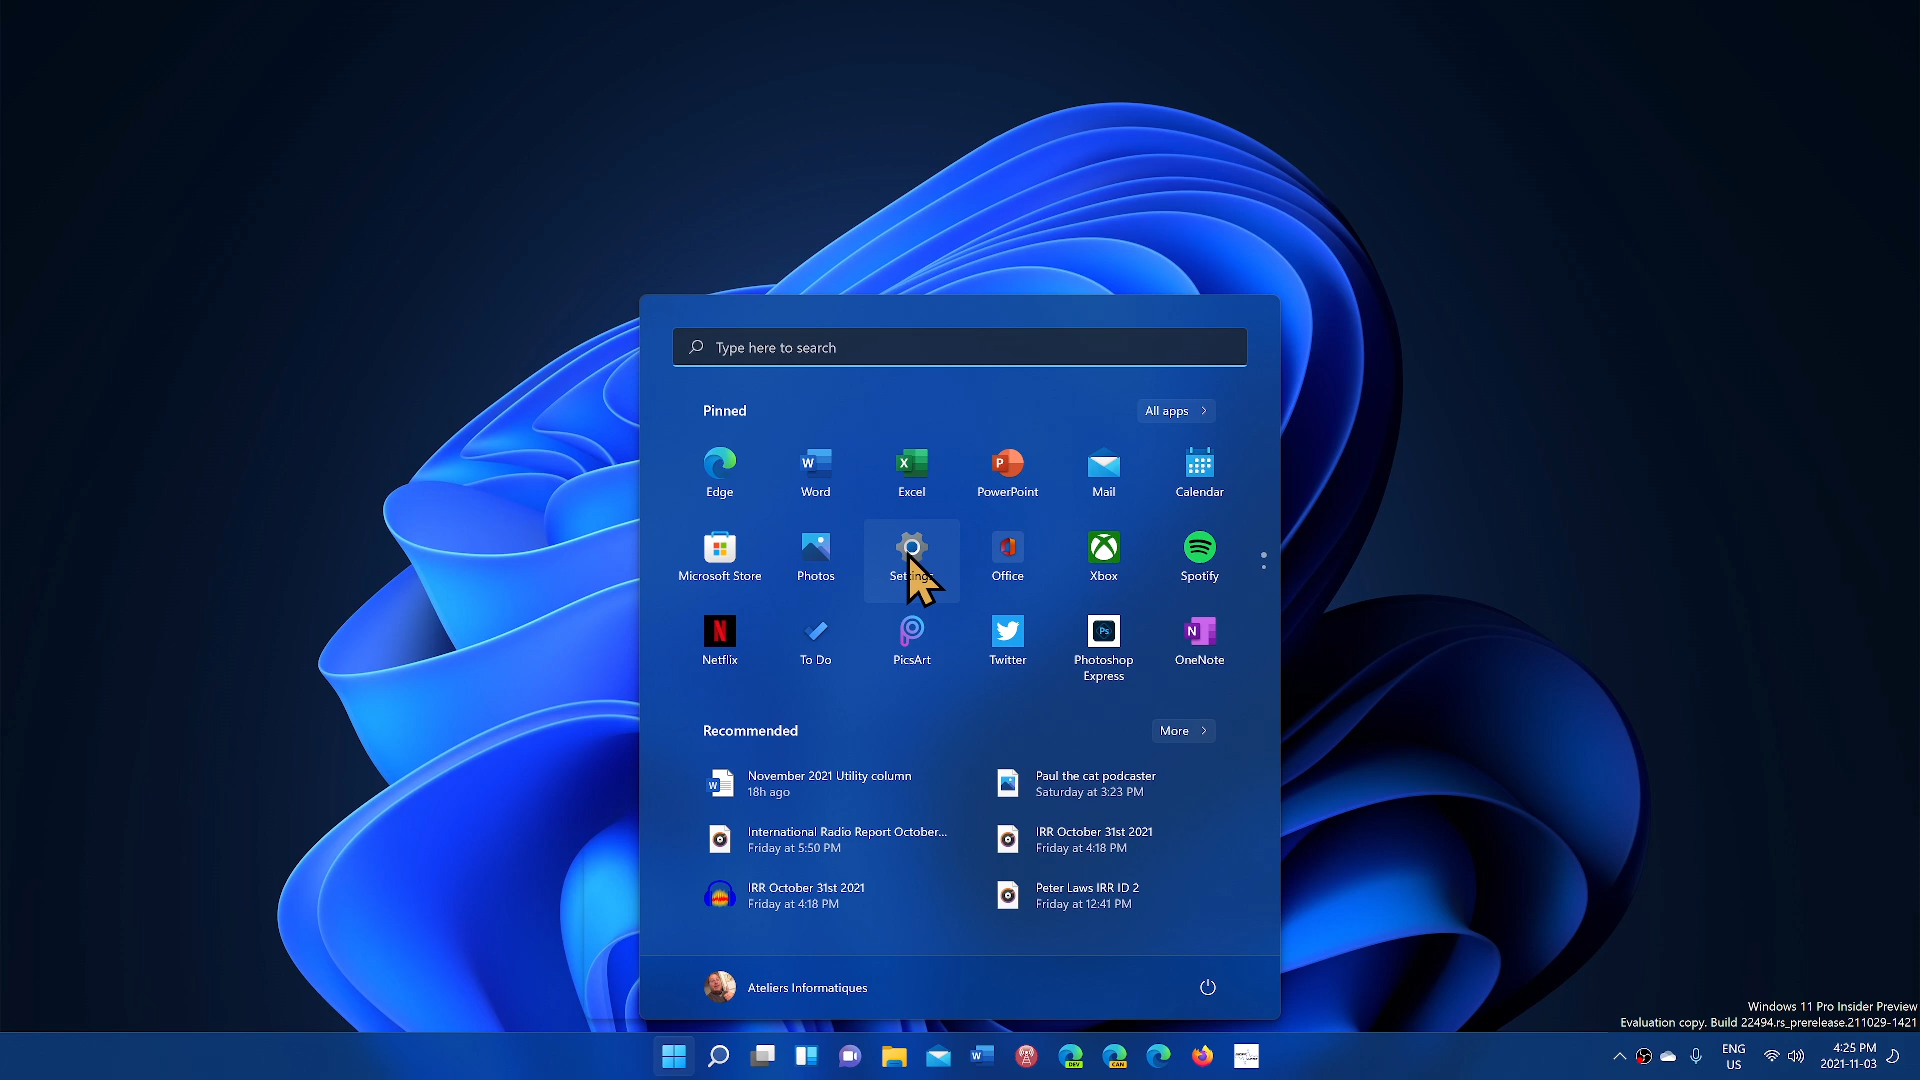 Type here to search
Pinned
All apps
Edge
Word
Excel
PowerPoint
Mail
Calendar
Microsoft Store
Photos
Settings
Office
Xbox
Spotify
Netflix
To Do
PicsArt
Twitter
Photoshop
Express
OneNote
Recommended
More
November 2021 Utility column
18h ago
Paul the cat podcaster
Saturday at 3:23 PM
International Radio Report October...
Friday at 5:50 PM
IRR October 31st 2021
Friday at 4:18 PM
IRR October 31st 2021
Friday at 4:18 PM
Peter Laws IRR ID 2
Friday at 12:41 PM
Ateliers Informatiques
Windows 11 Pro Insider Preview
Evaluation copy. Build 22494.rs_prerelease.211029-1421
DEV
CAN
ENG
US
4:25 PM
2021-11-03